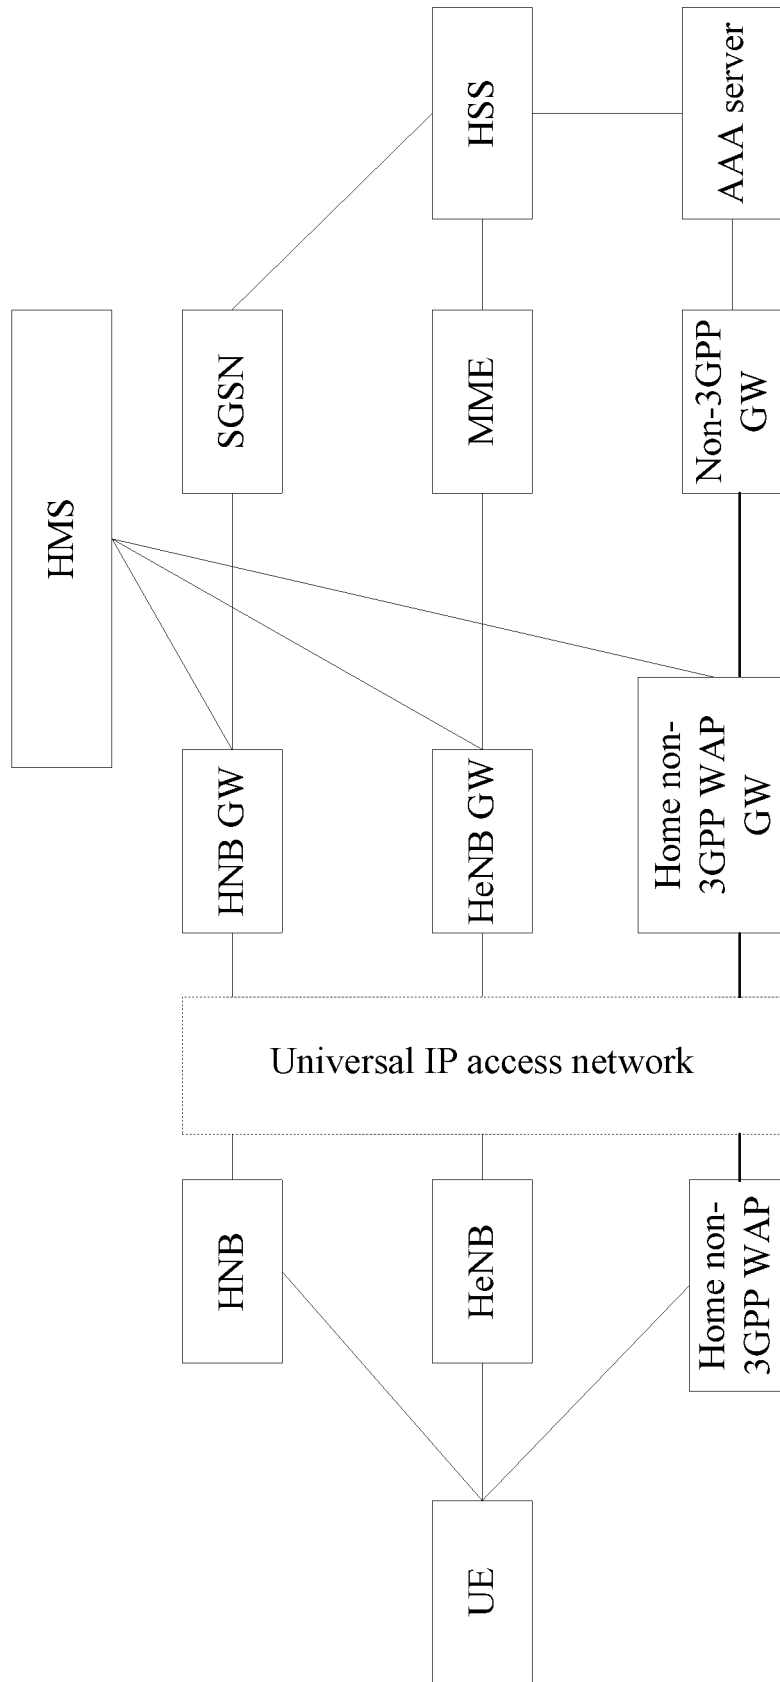 HSS
AAA server
HMS
SGSN
MME
Non-3GPP
GW
HNB GW
HeNB GW
Home non-
3GPP WAP
GW
Universal IP access network
HNB
HeNB
Home non-
3GPP WAP
UE